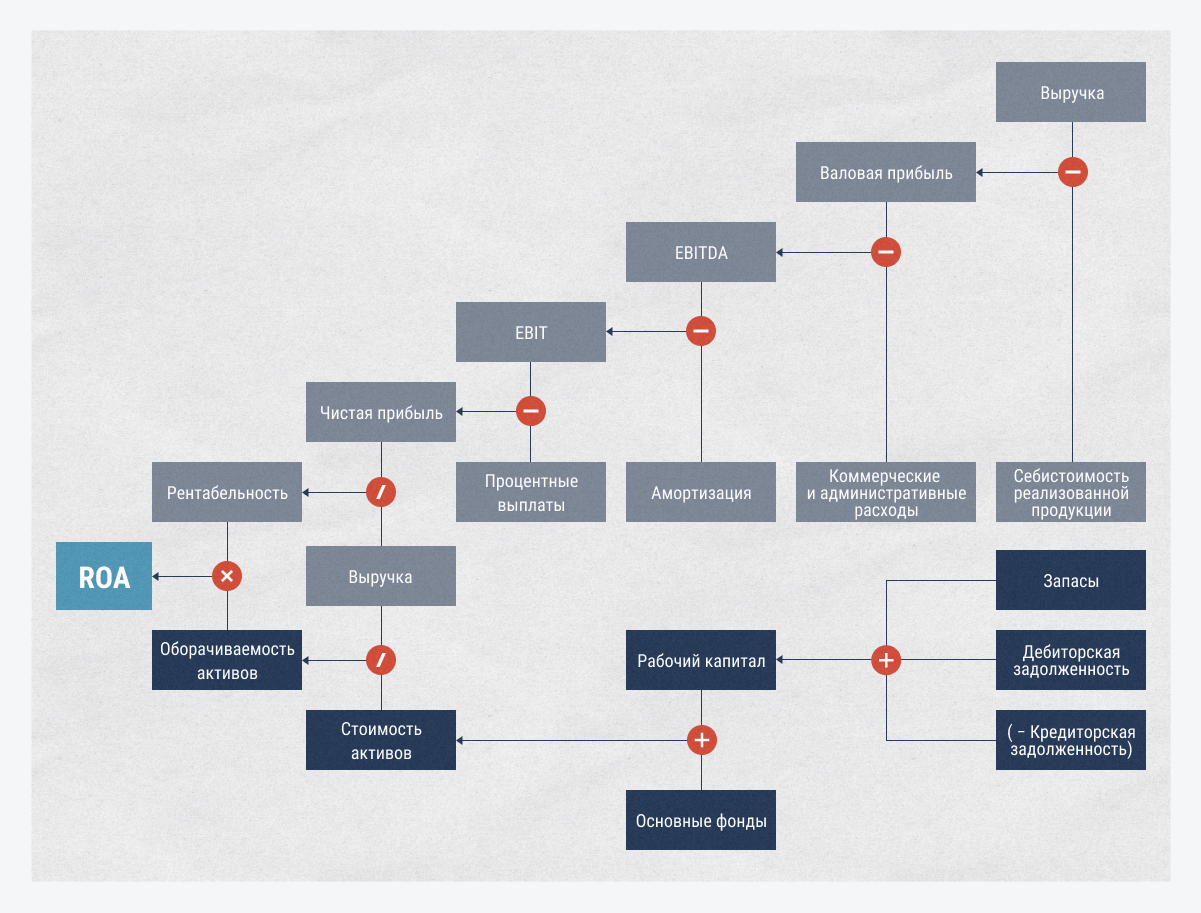 Выручка
Валовая прибыль
EBITDA
EBIT
Чистая прибыль
Рентабельность
Процентные
выплаты
Амортизация
Коммерческие
и административные
расходы
Себистоимость
реализованной
продукции
ROA
Выручка
Запасы
Оборачиваемость
активов
Рабочий капитал
Дебиторская
задолженность
Стоимость
активов
( – Кредиторская
задолженность)
Основные фонды